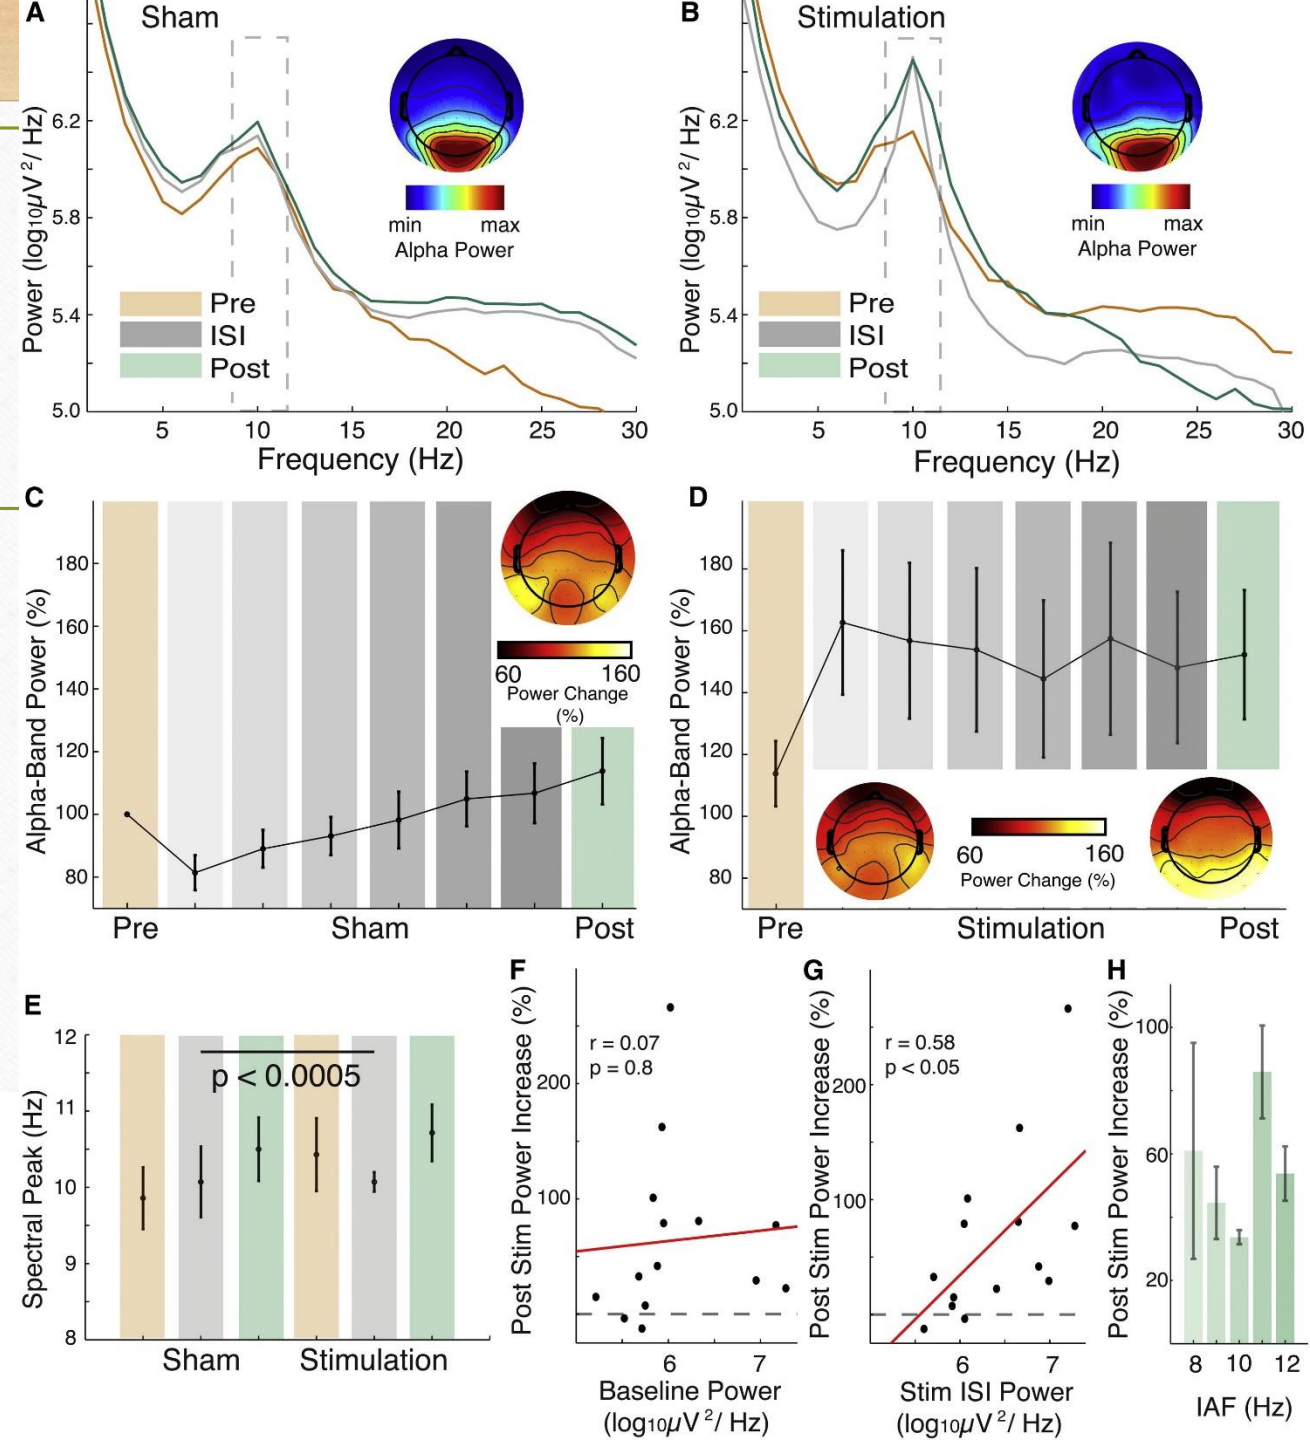 A
Sham
Power (log10µV²/ Hz)
6.2
5.8
5.4
5.0
5
10
15
20
25
30
Frequency (Hz)
Pre
ISI
Post
min
max
Alpha Power
B
Stimulation
Power (log10µV²/ Hz)
6.2
5.8
5.4
5.0
5
10
15
20
25
30
Frequency (Hz)
Pre
ISI
Post
min
max
Alpha Power
C
Alpha-Band Power (%)
180
160
140
120
100
80
Pre
Sham
Post
60
160
Power Change
(%)
D
Alpha-Band Power (%)
180
160
140
120
100
80
Pre
Stimulation
Post
60
160
Power Change (%)
E
Spectral Peak (Hz)
12
11
10
9
8
p < 0.0005
Sham
Stimulation
F
Post Stim Power Increase (%)
r = 0.07
p = 0.8
200
100
6
7
Baseline Power
(log10µV²/ Hz)
G
Post Stim Power Increase (%)
r = 0.58
p < 0.05
200
100
6
7
Stim ISI Power
(log10µV²/ Hz)
H
Post Stim Power Increase (%)
100
60
20
8
10
12
IAF (Hz)